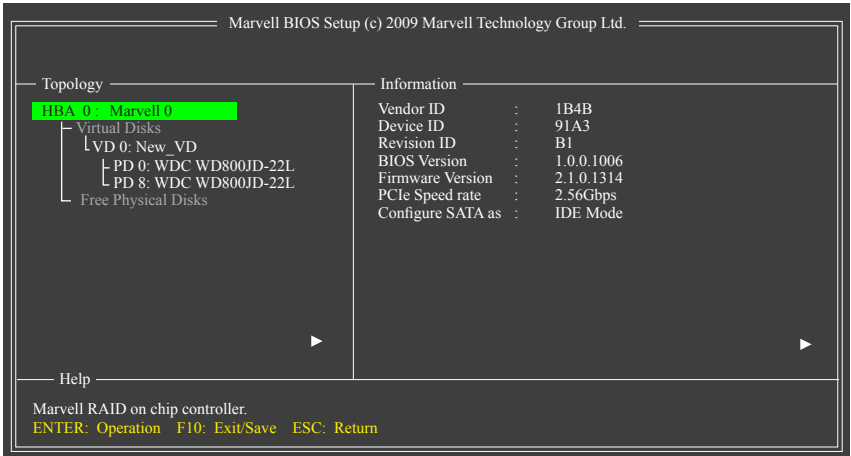 Marvell BIOS Setup (c) 2009 Marvell Technology Group Ltd.
Topology
HBA 0 : Marvell 0
Virtual Disks
VD 0: New_VD
PD 0: WDC WD800JD-22L
PD 8: WDC WD800JD-22L
Free Physical Disks
Information
Vendor ID : 1B4B
Device ID : 91A3
Revision ID : B1
BIOS Version : 1.0.0.1006
Firmware Version : 2.1.0.1314
PCIe Speed rate : 2.56Gbps
Configure SATA as : IDE Mode
Help
Marvell RAID on chip controller.
ENTER: Operation F10: Exit/Save ESC: Return